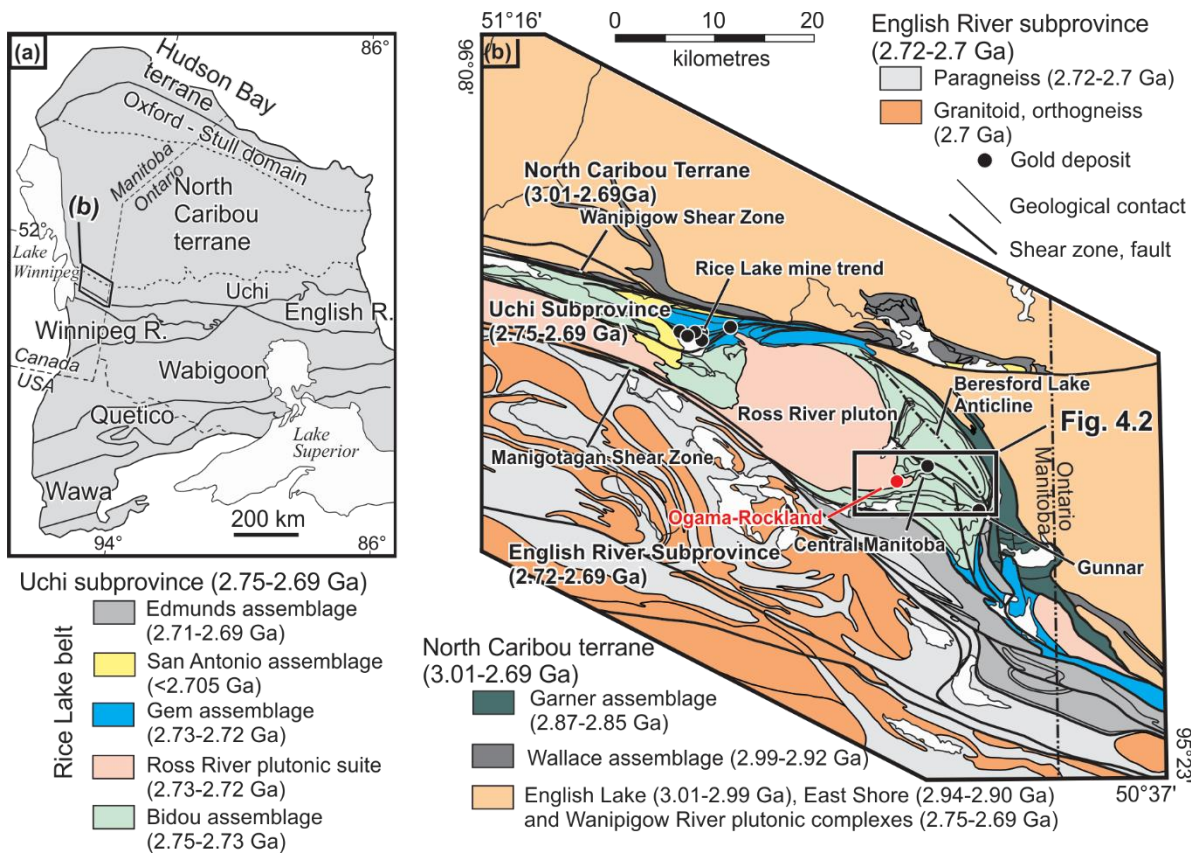 (a)
86°
Hudson Bay
terrane
Oxford - Stull domain
Manitoba
Ontario
North
Caribou
terrane
(b)
52°
Lake
Winnipeg
Uchi
English R.
Winnipeg R.
Canada
USA
Wabigoon
Quetico
Lake
Superior
Wawa
200 km
94°
86°
Uchi subprovince (2.75-2.69 Ga)
Rice Lake belt
Edmunds assemblage
(2.71-2.69 Ga)
San Antonio assemblage
(<2.705 Ga)
Gem assemblage
(2.73-2.72 Ga)
Ross River plutonic suite
(2.73-2.72 Ga)
Bidou assemblage
(2.75-2.73 Ga)
51°16'
0 10 20
kilometres
(b)
English River subprovince
(2.72-2.7 Ga)
Paragneiss (2.72-2.7 Ga)
Granitoid, orthogneiss
(2.7 Ga)
Gold deposit
Geological contact
Shear zone, fault
North Caribou Terrane
(3.01-2.69Ga)
Wanipigow Shear Zone
Rice Lake mine trend
Uchi Subprovince
(2.75-2.69 Ga)
Beresford Lake
Anticline
Ross River pluton
Fig. 4.2
Manigotagan Shear Zone
Ontario
Manitoba
Ogama-Rockland
Central Manitoba
English River Subprovince
(2.72-2.69 Ga)
Gunnar
North Caribou terrane
(3.01-2.69 Ga)
Garner assemblage
(2.87-2.85 Ga)
Wallace assemblage (2.99-2.92 Ga)
English Lake (3.01-2.99 Ga), East Shore (2.94-2.90 Ga)
and Wanipigow River plutonic complexes (2.75-2.69 Ga)
95°23'
50°37'